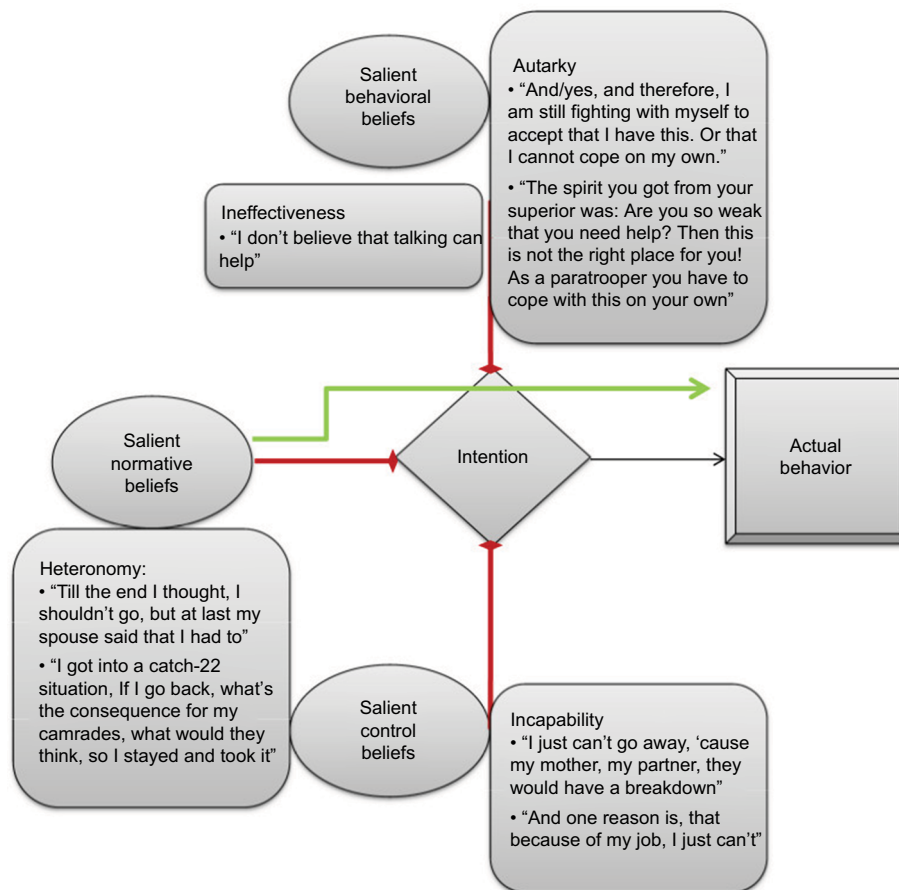 Salient
behavioral
beliefs
Autarky
• “And/yes, and therefore, I
am still fighting with myself to
accept that I have this. Or that
I cannot cope on my own.”
• “The spirit you got from your
superior was: Are you so weak
that you need help? Then this
is not the right place for you!
As a paratrooper you have to
cope with this on your own”
Ineffectiveness
• “I don’t believe that talking can
help”
Salient
normative
beliefs
Intention
Actual
behavior
Heteronomy:
• “Till the end I thought, I
shouldn’t go, but at last my
spouse said that I had to”
• “I got into a catch-22
situation, If I go back, what’s
the consequence for my
camrades, what would they
think, so I stayed and took it”
Salient
control
beliefs
Incapability
• “I just can’t go away, ‘cause
my mother, my partner, they
would have a breakdown”
• “And one reason is, that
because of my job, I just can’t”